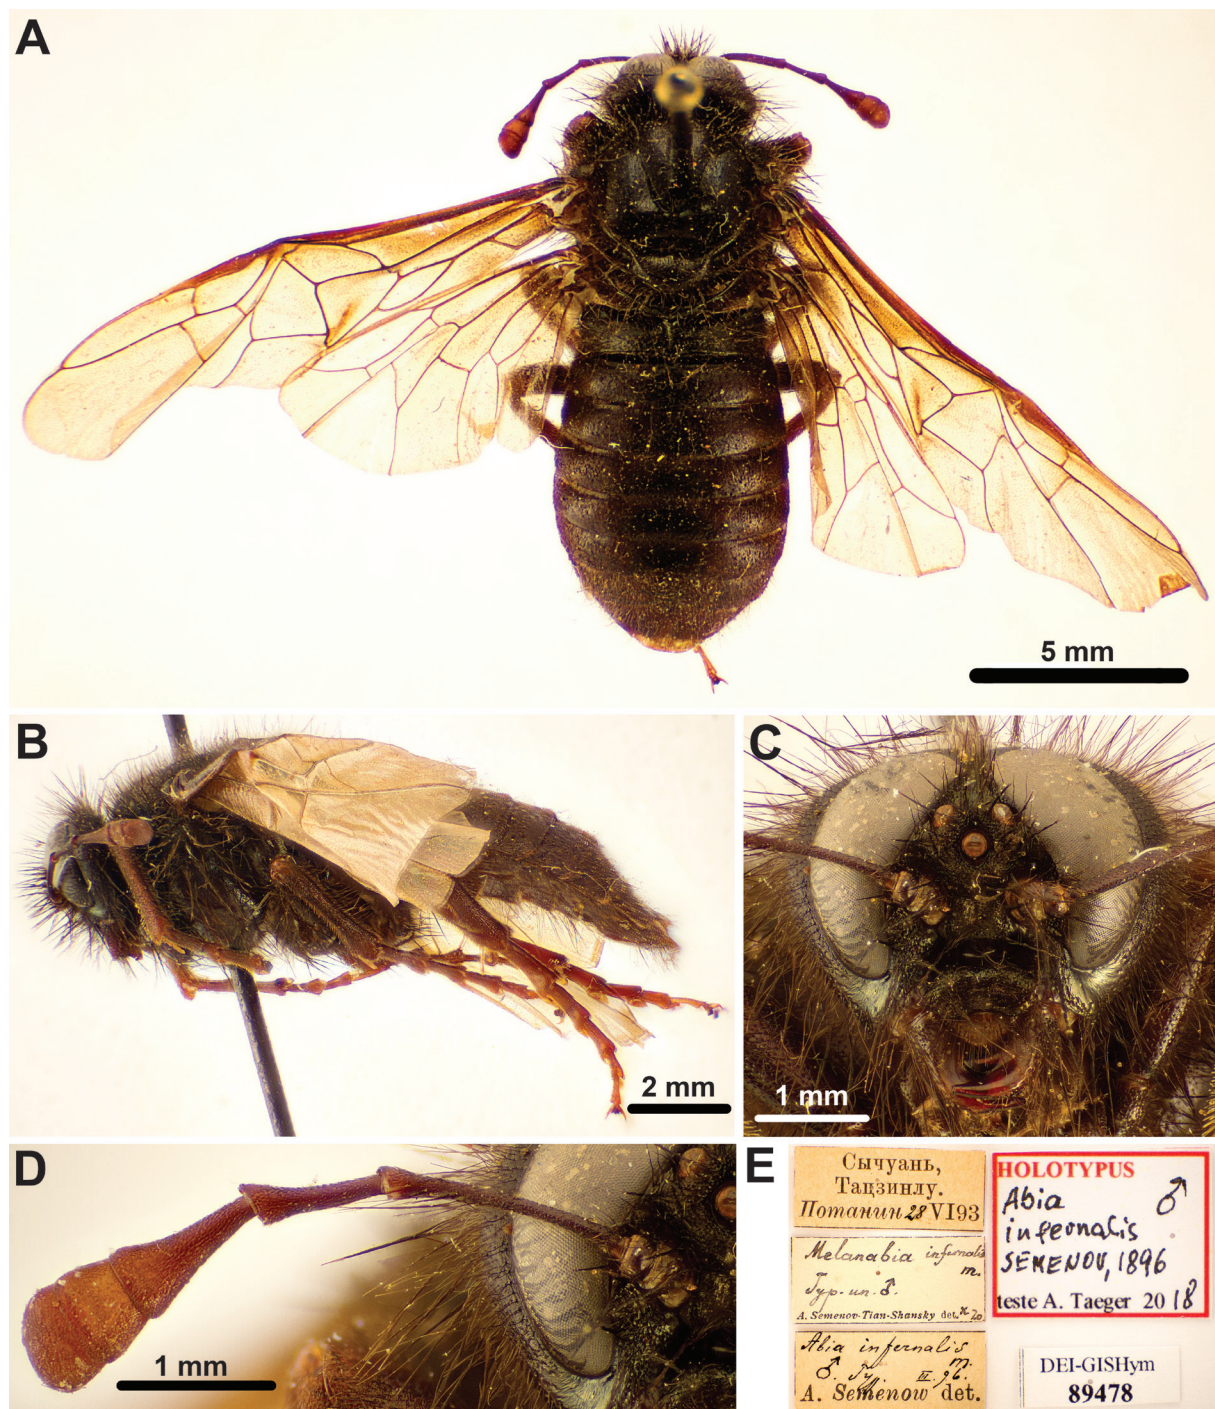 A
5 mm
B
2 mm
C
1 mm
D
1 mm
E
Сычуань,
Тацзинлу.
Потанин 28 VI 93
Melanabia infernalis
m.
Typ. un. ♂.
A. Semenov-Tian-Shansky det.
Abia infernalis
m.
♂. Typ. III. 96.
A. Semenow det.
HOLOTYPUS
Abia ♂
infernalis
SEMENOV, 1896
teste A. Taeger 2018
DEI-GISHym
89478